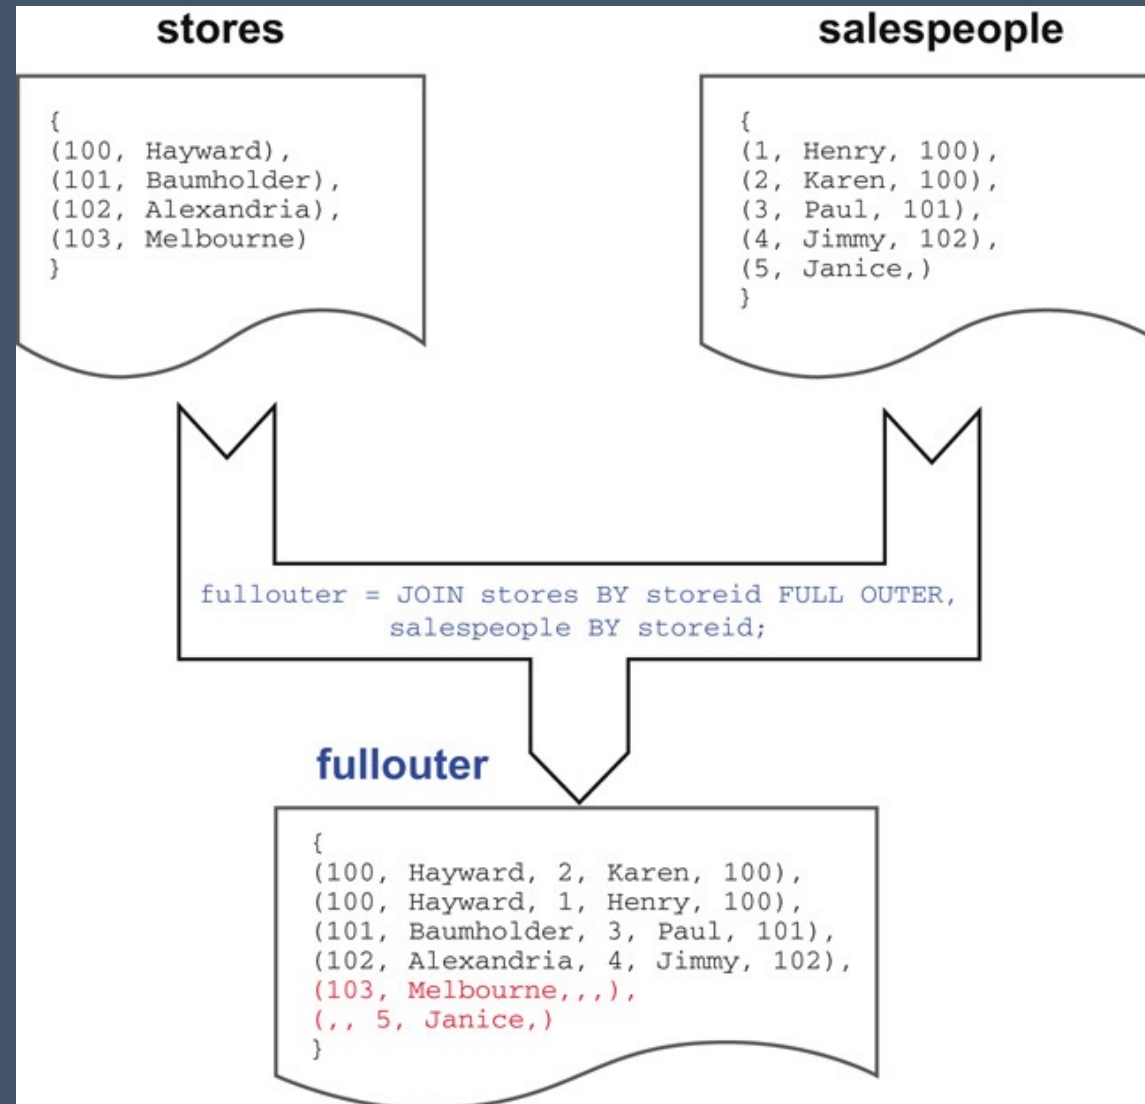 stores
{
(100, Hayward),
(101, Baumholder),
(102, Alexandria),
(103, Melbourne)
}
salespeople
{
(1, Henry, 100),
(2, Karen, 100),
(3, Paul, 101),
(4, Jimmy, 102),
(5, Janice,)
}
fullouter = JOIN stores BY storeid FULL OUTER,
salespeople BY storeid;
fullouter
{
(100, Hayward, 2, Karen, 100),
(100, Hayward, 1, Henry, 100),
(101, Baumholder, 3, Paul, 101),
(102, Alexandria, 4, Jimmy, 102),
(103, Melbourne,,,),
(,, 5, Janice,)
}